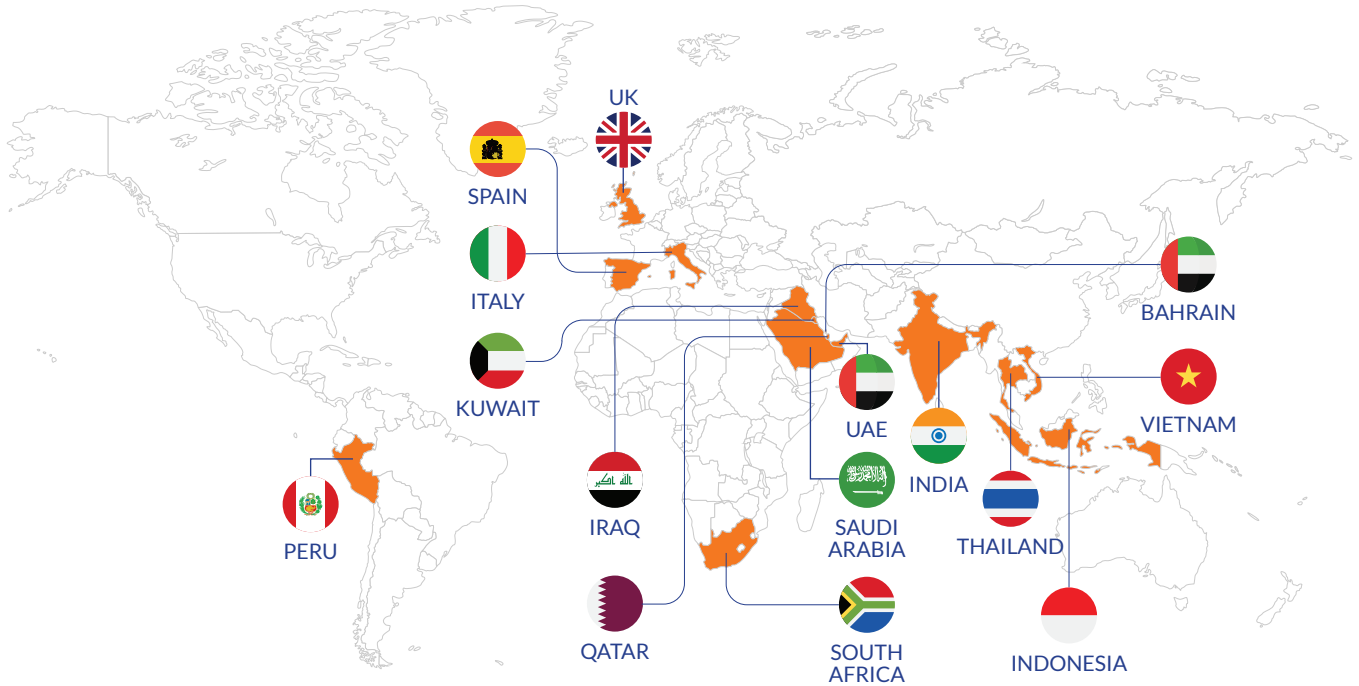 UK
SPAIN
ITALY
BAHRAIN
KUWAIT
VIETNAM
UAE
INDIA
PERU
IRAQ
SAUDI
ARABIA
THAILAND
QATAR
SOUTH
AFRICA
INDONESIA